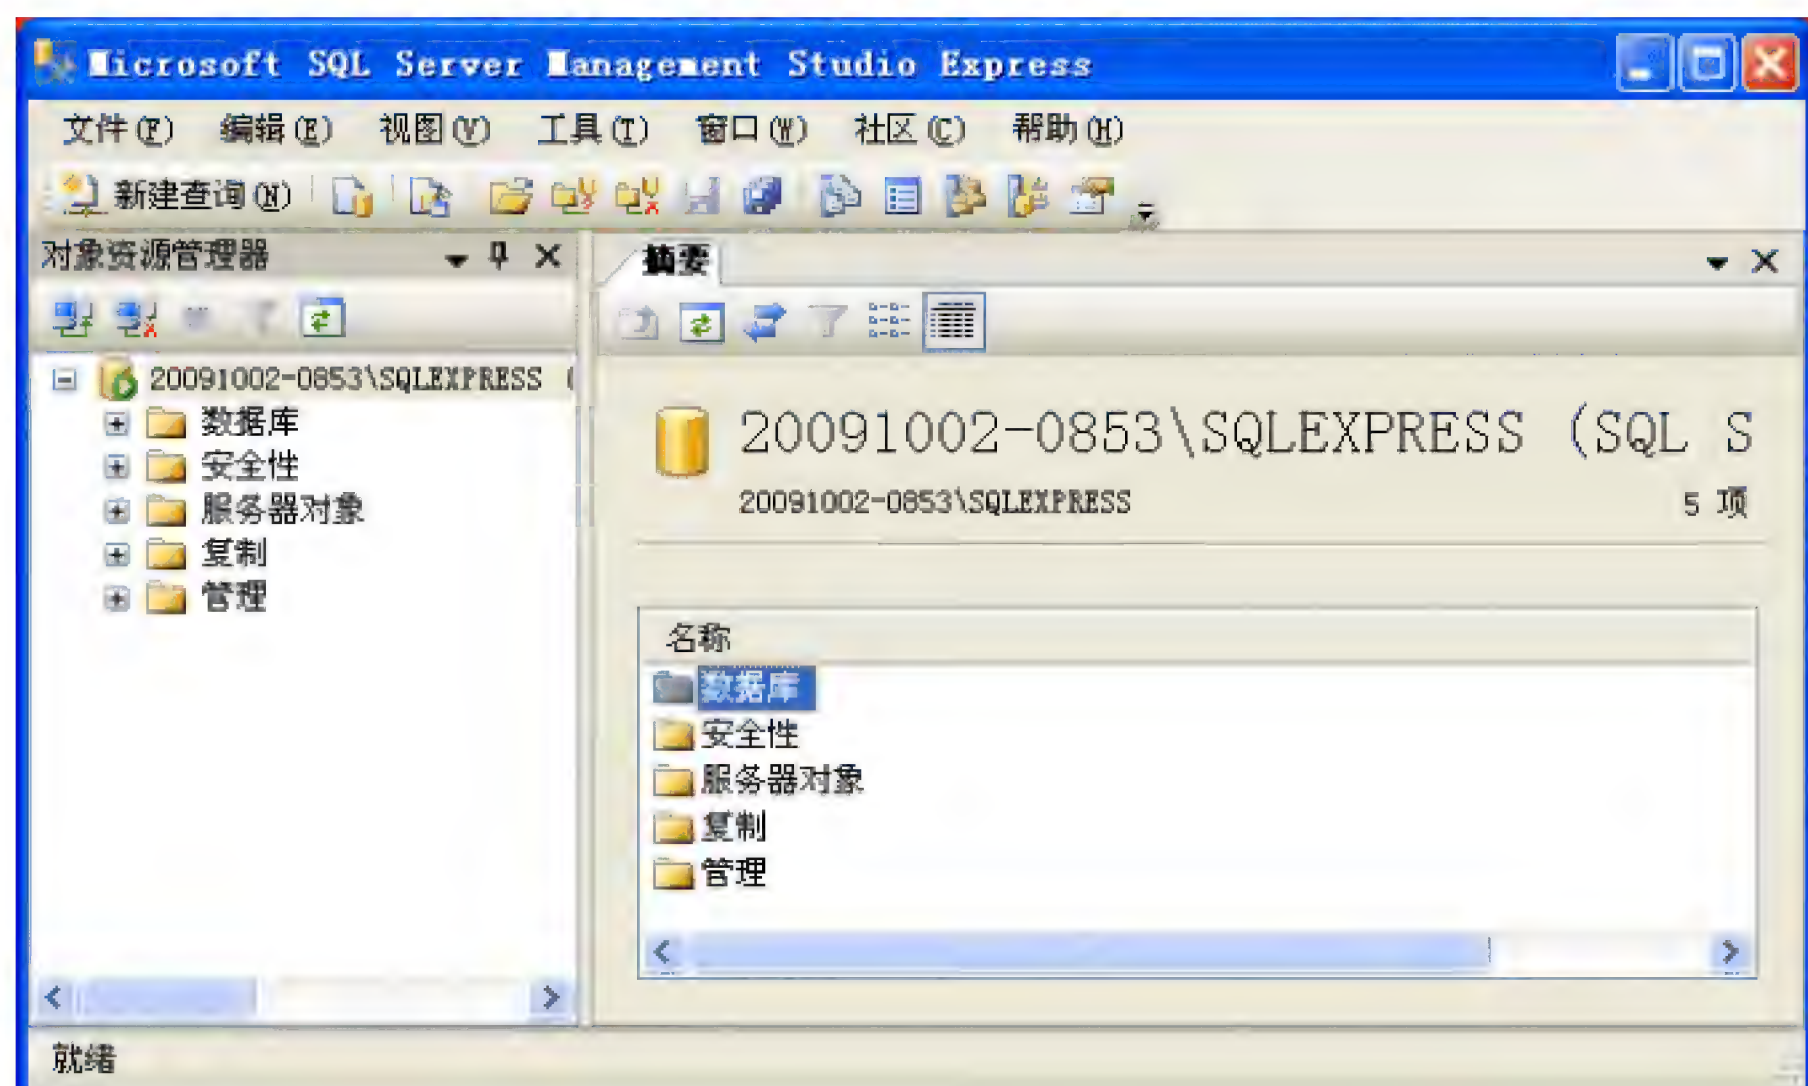 Microsoft SQL Server Management Studio Express
文件(F) 编辑(E) 视图(V) 工具(T) 窗口(W) 社区(C) 帮助(H)
新建查询(N)
对象资源管理器
20091002-0853\SQLEXPRESS (
数据库
安全性
服务器对象
复制
管理
摘要
20091002-0853\SQLEXPRESS (SQL S
20091002-0853\SQLEXPRESS 5 项
名称
数据库
安全性
服务器对象
复制
管理
就绪